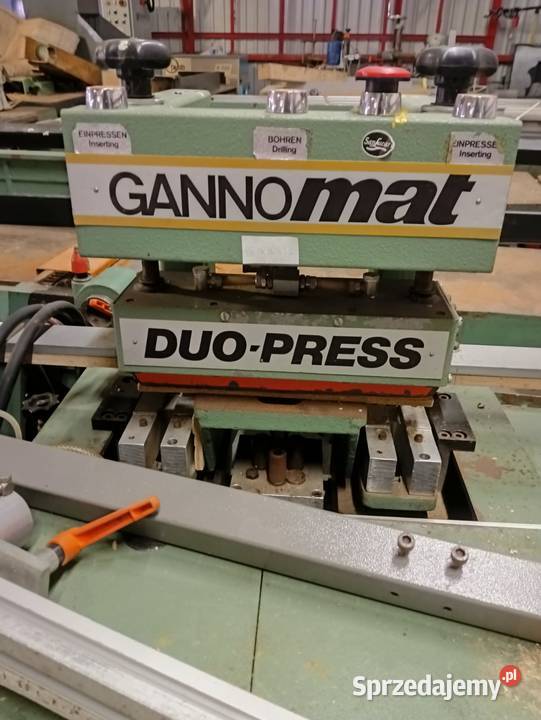 EINPRESSEN
Inserting
BOHREN
Drilling
EINPRESSE
Inserting
GANNOmat
DUO-PRESS
Sprzedajemy.pl